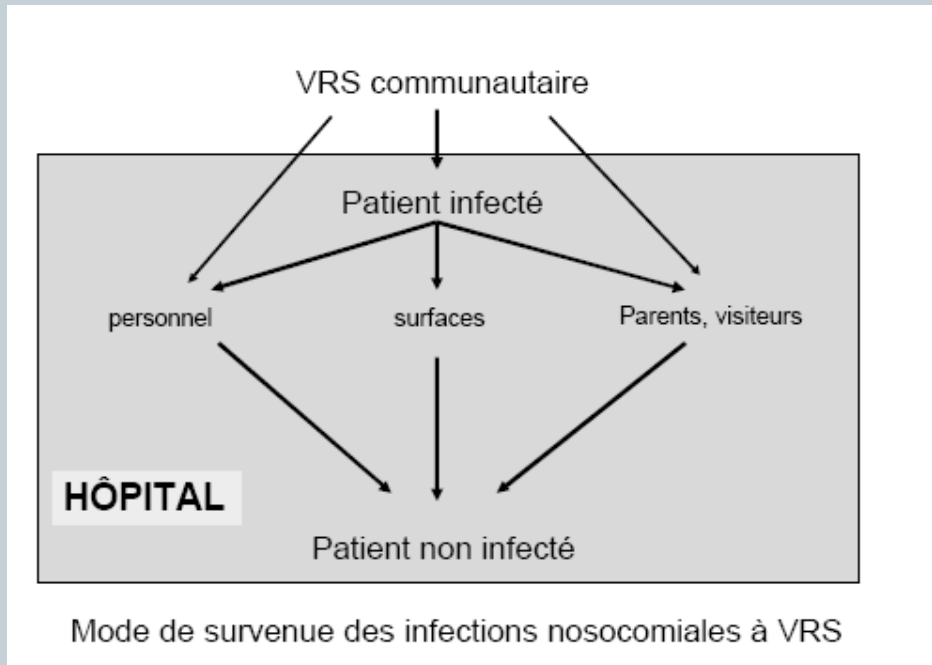 VRS communautaire
Patient infecté
personnel
surfaces
Parents, visiteurs
HÔPITAL
Patient non infecté
Mode de survenue des infections nosocomiales à VRS